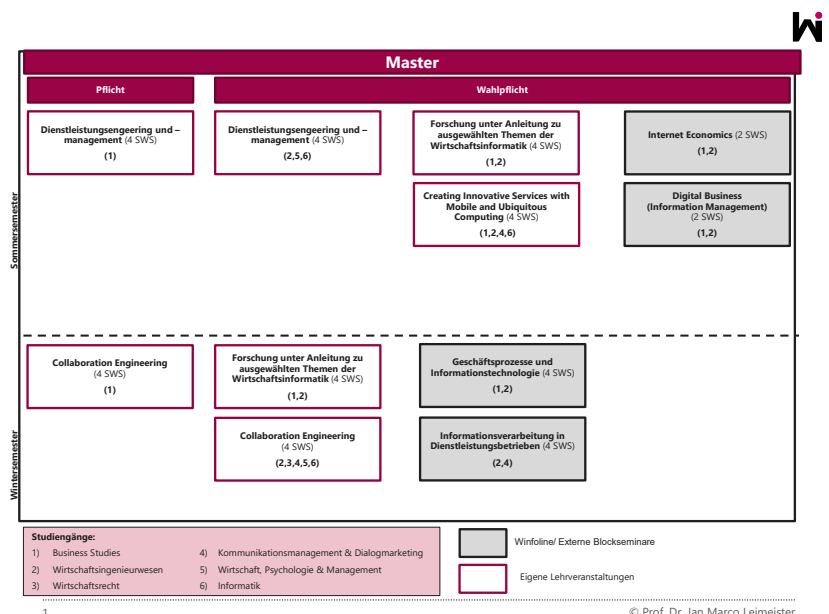 Master
Pflicht
Wahlpflicht
Dienstleistungsengeering und –
management (4 SWS)
(1)
Dienstleistungsengeering und –
management (4 SWS)
(2,5,6)
Forschung unter Anleitung zu
ausgewählten Themen der
Wirtschaftsinformatik (4 SWS)
(1,2)
Internet Economics (2 SWS)
(1,2)
Creating Innovative Services with
Mobile and Ubiquitous
Computing (4 SWS)
(1,2,4,6)
Digital Business
(Information Management)
(2 SWS)
(1,2)
Sommersemester
Collaboration Engineering
(4 SWS)
(1)
Forschung unter Anleitung zu
ausgewählten Themen der
Wirtschaftsinformatik (4 SWS)
(1,2)
Geschäftsprozesse und
Informationstechnologie (4 SWS)
(1,2)
Collaboration Engineering
(4 SWS)
(2,3,4,5,6)
Informationsverarbeitung in
Dienstleistungsbetrieben (4 SWS)
(2,4)
Wintersemester
Studiengänge:
1) Business Studies
2) Wirtschaftsingenieurwesen
3) Wirtschaftsrecht
4) Kommunikationsmanagement & Dialogmarketing
5) Wirtschaft, Psychologie & Management
6) Informatik
Winfoline/ Externe Blockseminare
Eigene Lehrveranstaltungen
1
© Prof. Dr. Jan Marco Leimeister